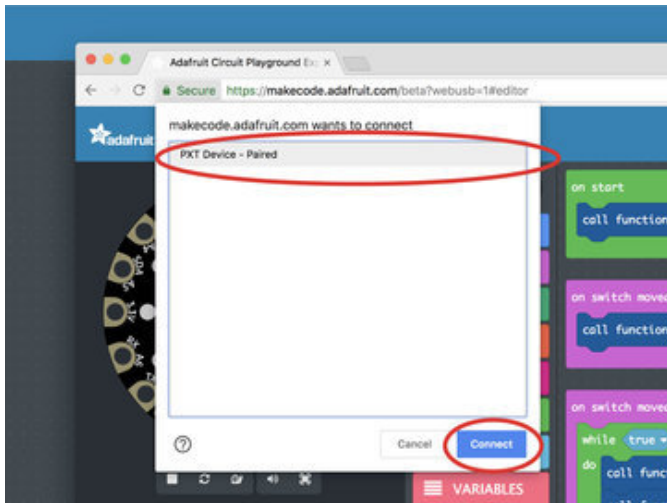 Adafruit Circuit Playground Ex
Secure https://makecode.adafruit.com/beta?webusb=1#editor
makecode.adafruit.com wants to connect
adafruit
PXT Device - Paired
on start
call function
on switch moved
call function
on switch moved
while true
do call func
Cancel Connect
VARIABLES